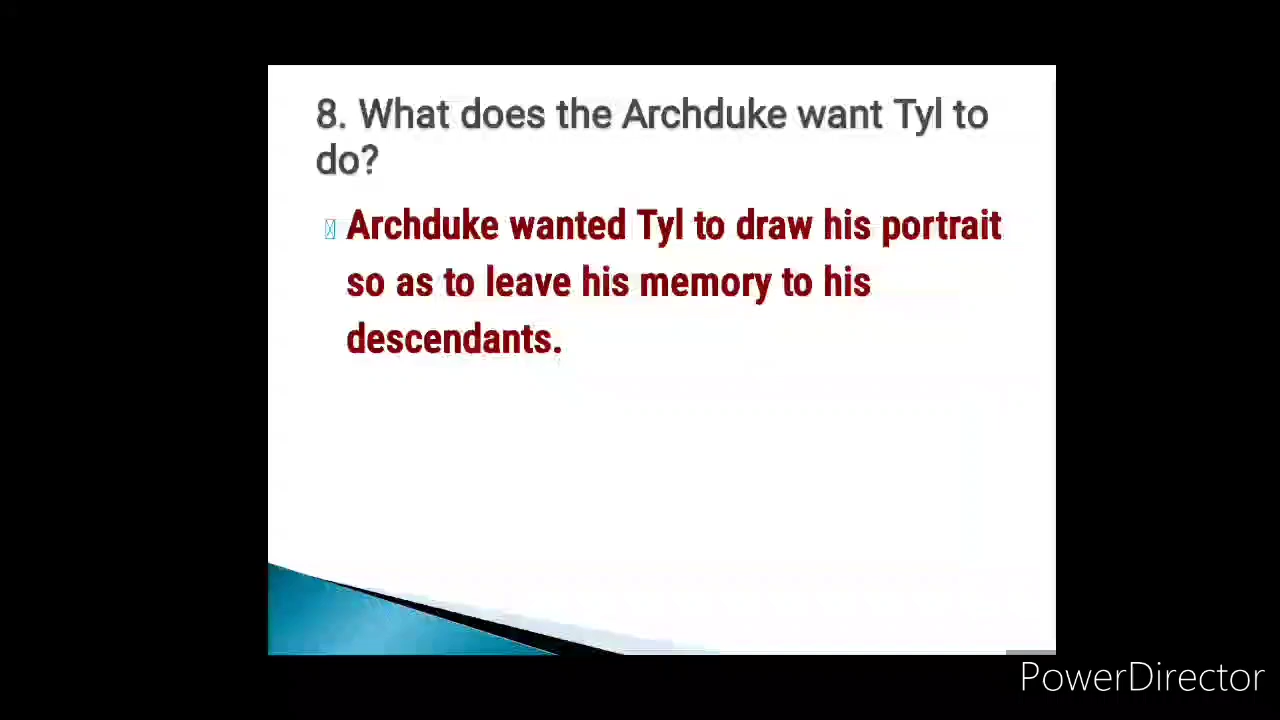 8. What does the Archduke want Tyl to
do?
Archduke wanted Tyl to draw his portrait
so as to leave his memory to his
descendants.
PowerDirector